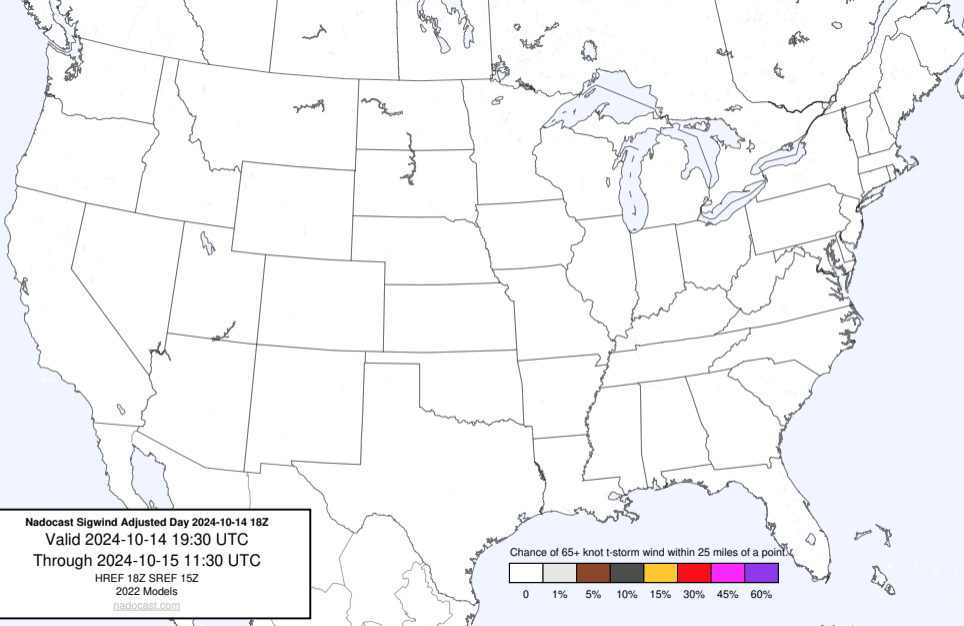 Nadocast Sigwind Adjusted Day 2024-10-14 18Z
Valid 2024-10-14 19:30 UTC
Through 2024-10-15 11:30 UTC
HREF 18Z SREF 15Z
2022 Models
nadocast.com
Chance of 65+ knot t-storm wind within 25 miles of a point.
0 1% 5% 10% 15% 30% 45% 60%